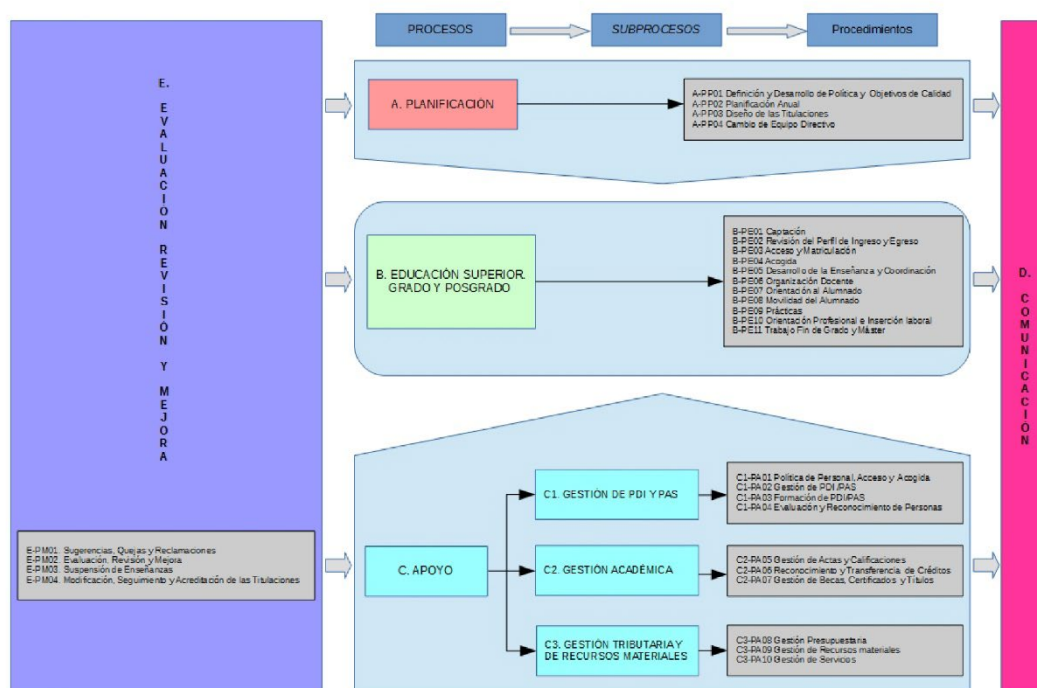 PROCESOS
SUBPROCESOS
Procedimientos
E. EVALUACIÓN REVISIÓN Y MEJORA
E-PM01. Sugerencias, Quejas y Reclamaciones
E-PM02. Evaluación, Revisión y Mejora
E-PM03. Suspensión de Enseñanzas
E-PM04. Modificación, Seguimiento y Acreditación de las Titulaciones
A. PLANIFICACIÓN
A-PP01 Definición y Desarrollo de Política y Objetivos de Calidad
A-PP02 Planificación Anual
A-PP03 Diseño de las Titulaciones
A-PP04 Cambio de Equipo Directivo
B. EDUCACIÓN SUPERIOR.
GRADO Y POSGRADO
B-PE01 Captación
B-PE02 Revisión del Perfil de Ingreso y Egreso
B-PE03 Acceso y Matriculación
B-PE04 Acogida
B-PE05 Desarrollo de la Enseñanza y Coordinación
B-PE06 Organización Docente
B-PE07 Orientación al Alumnado
B-PE08 Movilidad del Alumnado
B-PE09 Prácticas
B-PE10 Orientación Profesional e Inserción laboral
B-PE11 Trabajo Fin de Grado y Máster
C. APOYO
C1. GESTIÓN DE PDI Y PAS
C1-PA01 Política de Personal, Acceso y Acogida
C1-PA02 Gestión de PDI /PAS
C1-PA03 Formación de PDI/PAS
C1-PA04 Evaluación y Reconocimiento de Personas
C2. GESTIÓN ACADÉMICA
C2-PA05 Gestión de Actas y Calificaciones
C2-PA06 Reconocimiento y Transferencia. de Créditos
C2-PA07 Gestión de Becas, Certificados y Títulos
C3. GESTIÓN TRIBUTARIA Y
DE RECURSOS MATERIALES
C3-PA08 Gestión Presupuestaria
C3-PA09 Gestión de Recursos materiales
C3-PA10 Gestión de Servicios
D. COMUNICACIÓN